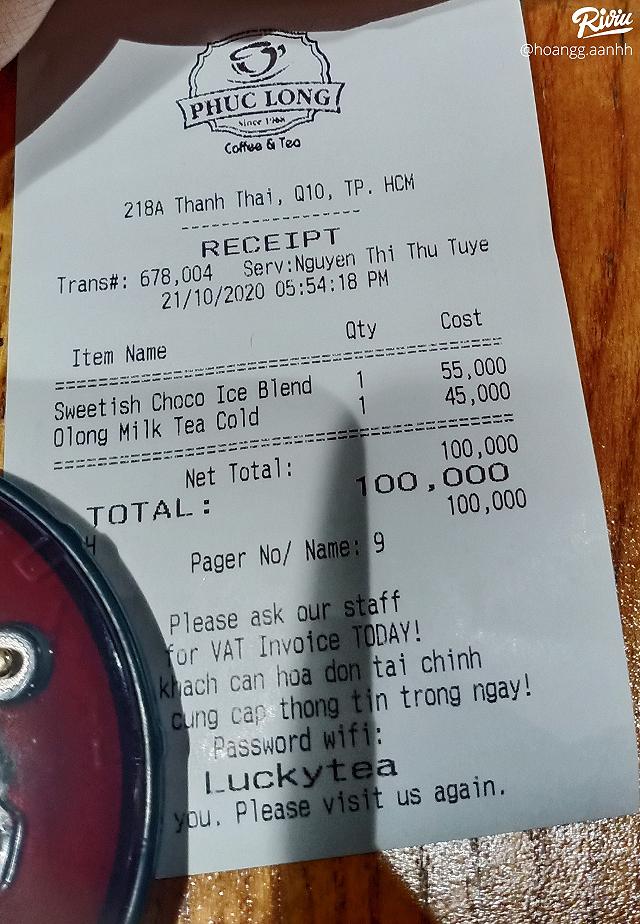 Riviu
@hoangg.aanhh
PHUC LONG
Since 1968
Coffee & Tea
218A Thanh Thai, Q10, TP. HCM
RECEIPT
Trans#: 678,004 Serv:Nguyen Thi Thu Tuye
21/10/2020 05:54:18 PM
Item Name Qty Cost
Sweetish Choco Ice Blend 1 55,000
Olong Milk Tea Cold 1 45,000
Net Total: 100,000
TOTAL: 100,000
H 100,000
Pager No/ Name: 9
Please ask our staff
for VAT Invoice TODAY!
khach can hoa don tai chinh
cung cap thong tin trong ngay!
Password wifi:
Luckytea
you. Please visit us again.